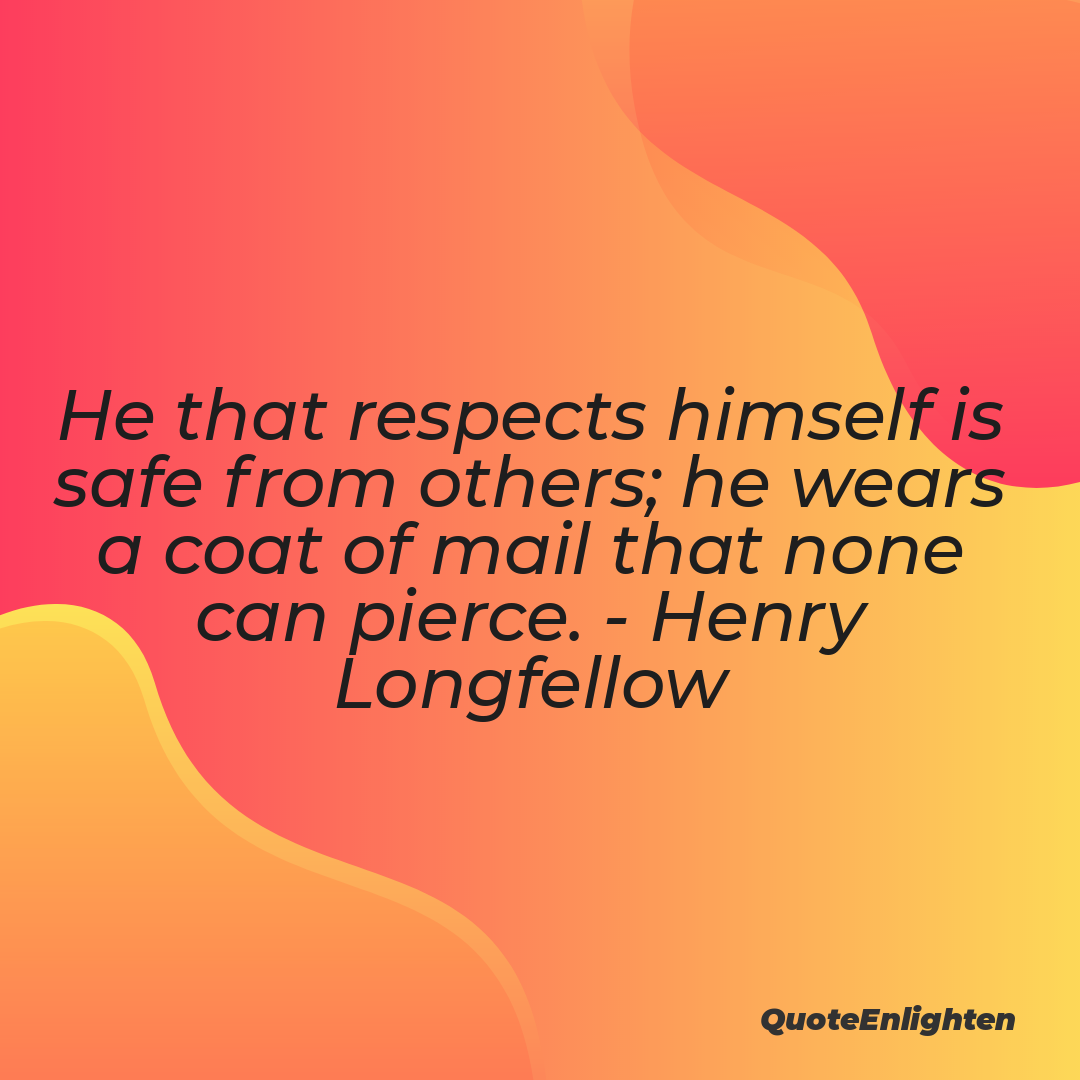 He that respects himself is
safe from others; he wears
a coat of mail that none
can pierce. - Henry
Longfellow
QuoteEnlighten